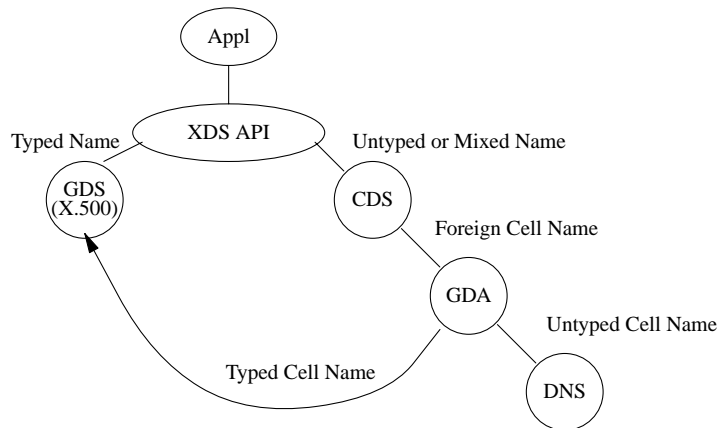 Appl
XDS API
Typed Name
Untyped or Mixed Name
GDS
(X.500)
CDS
Foreign Cell Name
GDA
Untyped Cell Name
Typed Cell Name
DNS